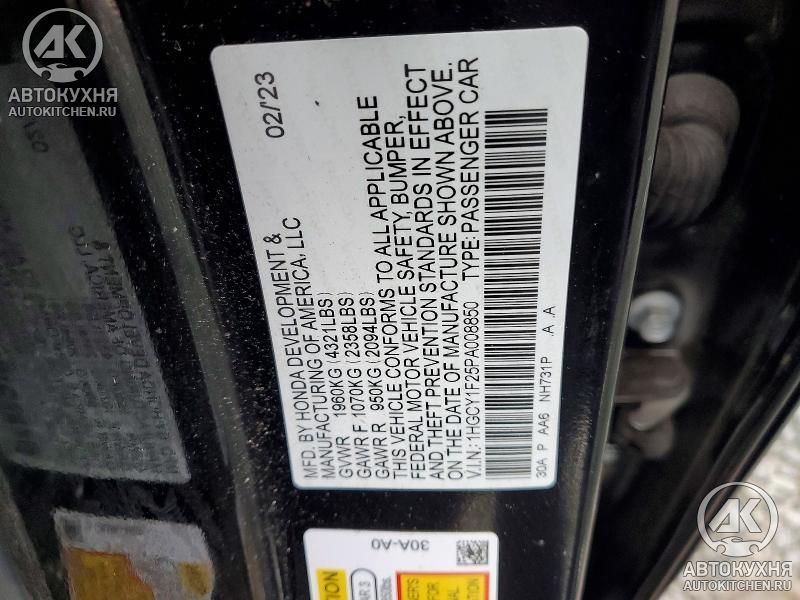 AK
АВТОКУХНЯ
AUTOKITCHEN.RU
MFD. BY HONDA DEVELOPMENT & 02/'23
MANUFACTURING OF AMERICA, LLC
GVWR 1960KG(4321LBS)
GAWR F 1070KG(2358LBS)
GAWR R 950KG(2094LBS)
THIS VEHICLE CONFORMS TO ALL APPLICABLE
FEDERAL MOTOR VEHICLE SAFETY, BUMPER,
AND THEFT PREVENTION STANDARDS IN EFFECT
ON THE DATE OF MANUFACTURE SHOWN ABOVE.
V.I.N.:1HGCY1F25PA008850 TYPE:PASSENGER CAR
30A P AA6 NH731P A A
30A-A0
AK
АВТОКУХНЯ
AUTOKITCHEN.RU